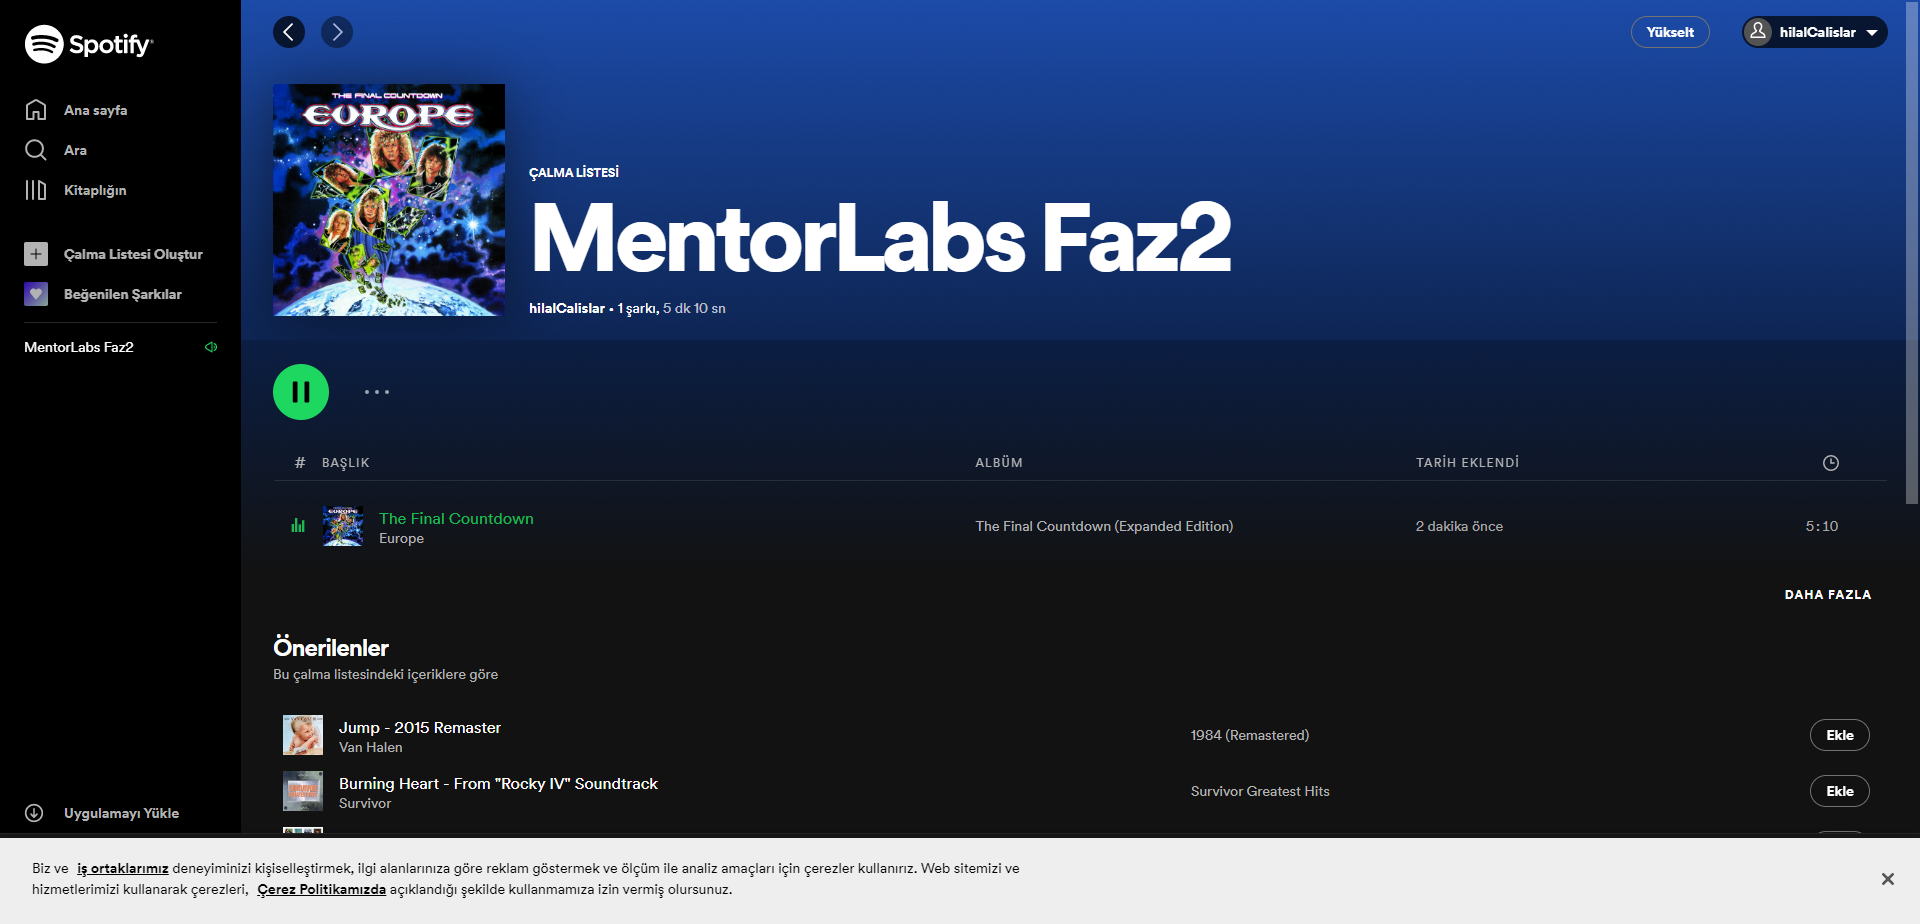 Spotify
Ana sayfa
Ara
Kitaplığın
Çalma Listesi Oluştur
Beğenilen Şarkılar
MentorLabs Faz2
Uygulamayı Yükle
Yükselt
hilalCalislar
THE FINAL COUNTDOWN
EUROPE
ÇALMA LİSTESİ
MentorLabs Faz2
hilalCalislar • 1 şarkı, 5 dk 10 sn
# BAŞLIK ALBÜM TARİH EKLENDİ
EUROPE
The Final Countdown
Europe
The Final Countdown (Expanded Edition) 2 dakika önce 5:10
DAHA FAZLA
Önerilenler
Bu çalma listesindeki içeriklere göre
Jump - 2015 Remaster
Van Halen
1984 (Remastered) Ekle
Burning Heart - From "Rocky IV" Soundtrack
Survivor
Survivor Greatest Hits Ekle
Biz ve iş ortaklarımız deneyiminizi kişiselleştirmek, ilgi alanlarınıza göre reklam göstermek ve ölçüm ile analiz amaçları için çerezler kullanırız. Web sitemizi ve
hizmetlerimizi kullanarak çerezleri, Çerez Politikamızda açıklandığı şekilde kullanmamıza izin vermiş olursunuz.